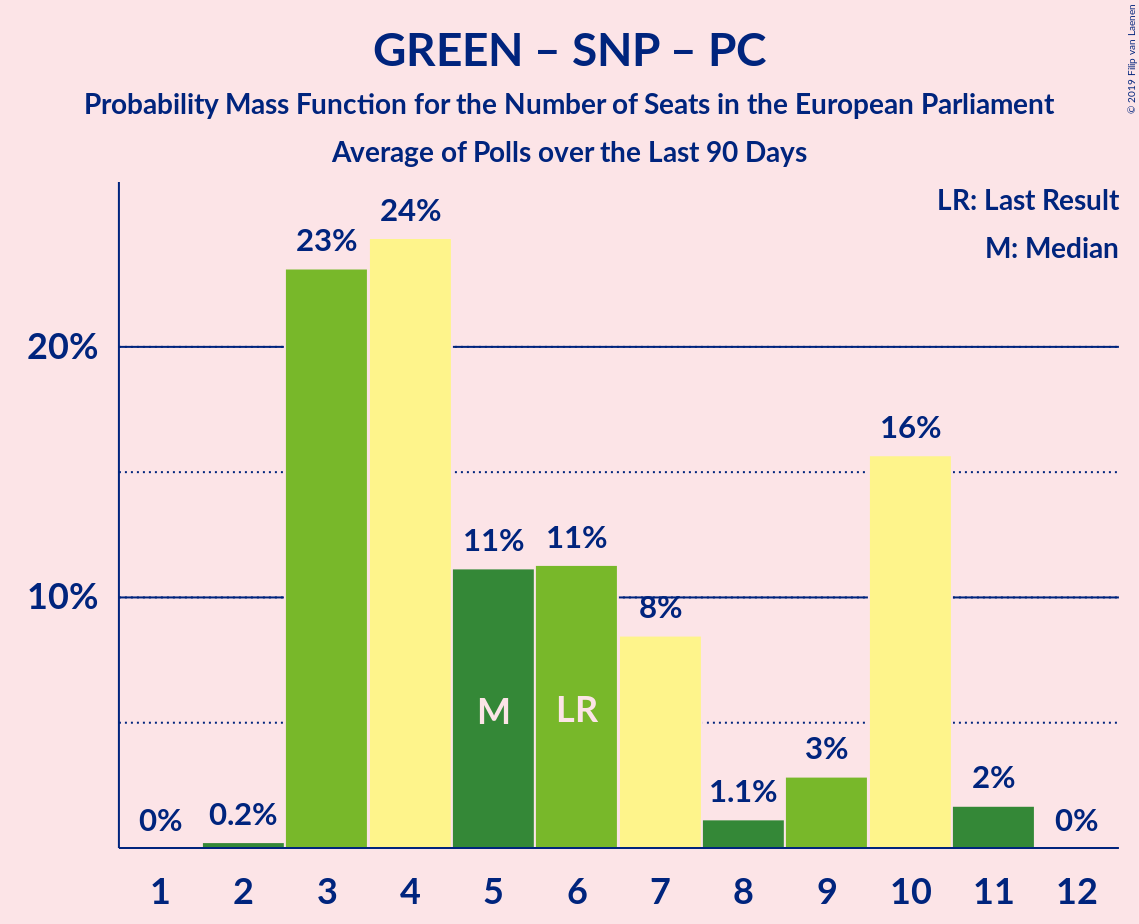 GREEN – SNP – PC
Probability Mass Function for the Number of Seats in the European Parliament
Average of Polls over the Last 90 Days
© 2019 Filip van Laenen
LR: Last Result
M: Median
20%
10%
0%
0.2%
23%
24%
11%
11%
8%
1.1%
3%
16%
2%
0%
M
LR
1 2 3 4 5 6 7 8 9 10 11 12